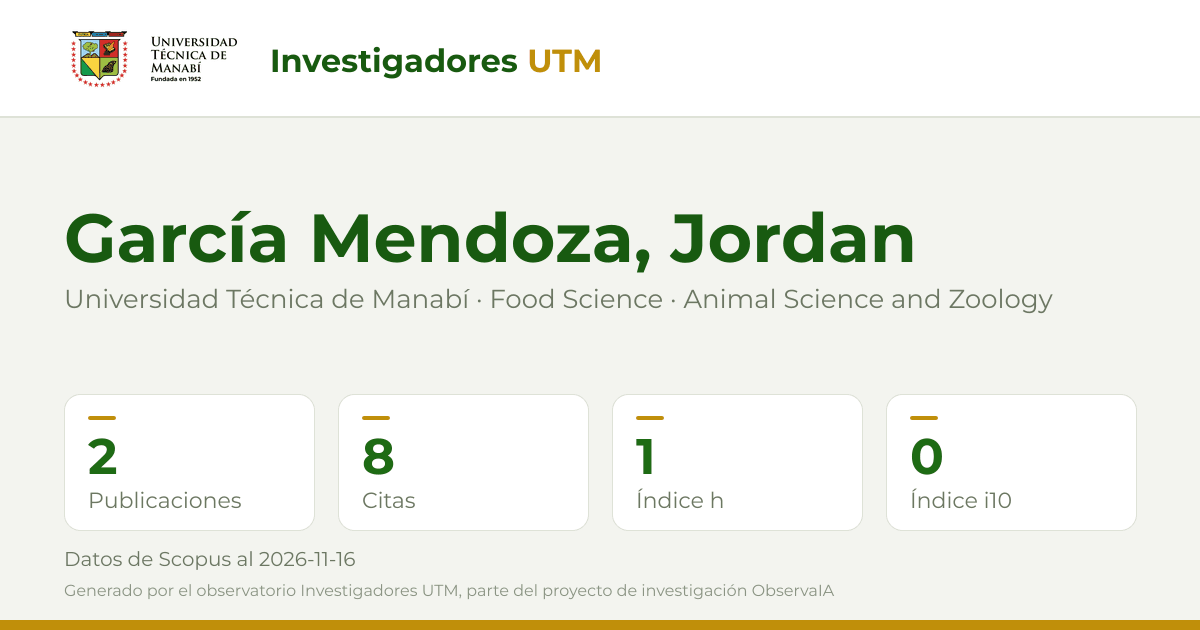 UNIVERSIDAD
TÉCNICA DE
MANABÍ
Fundada en 1952
Investigadores UTM
García Mendoza, Jordan
Universidad Técnica de Manabí · Food Science · Animal Science and Zoology
2
Publicaciones
8
Citas
1
Índice h
0
Índice i10
Datos de Scopus al 2026-11-16
Generado por el observatorio Investigadores UTM, parte del proyecto de investigación ObservaIA